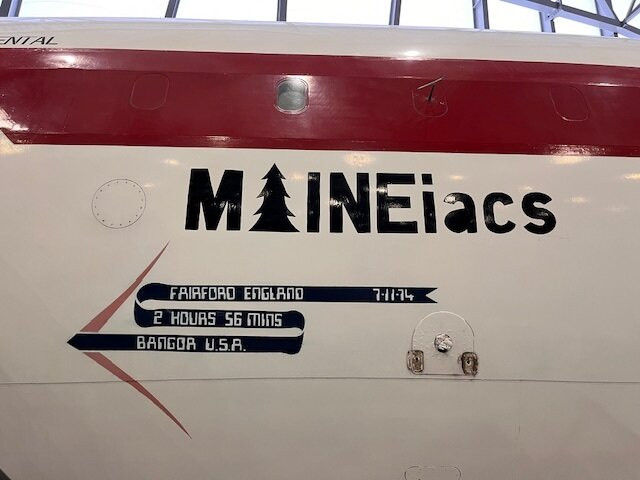 ENTAL
MAINEiacs
FAIRFORD ENGLAND 7-11-74
2 HOURS 56 MINS
BANGOR U.S.A.